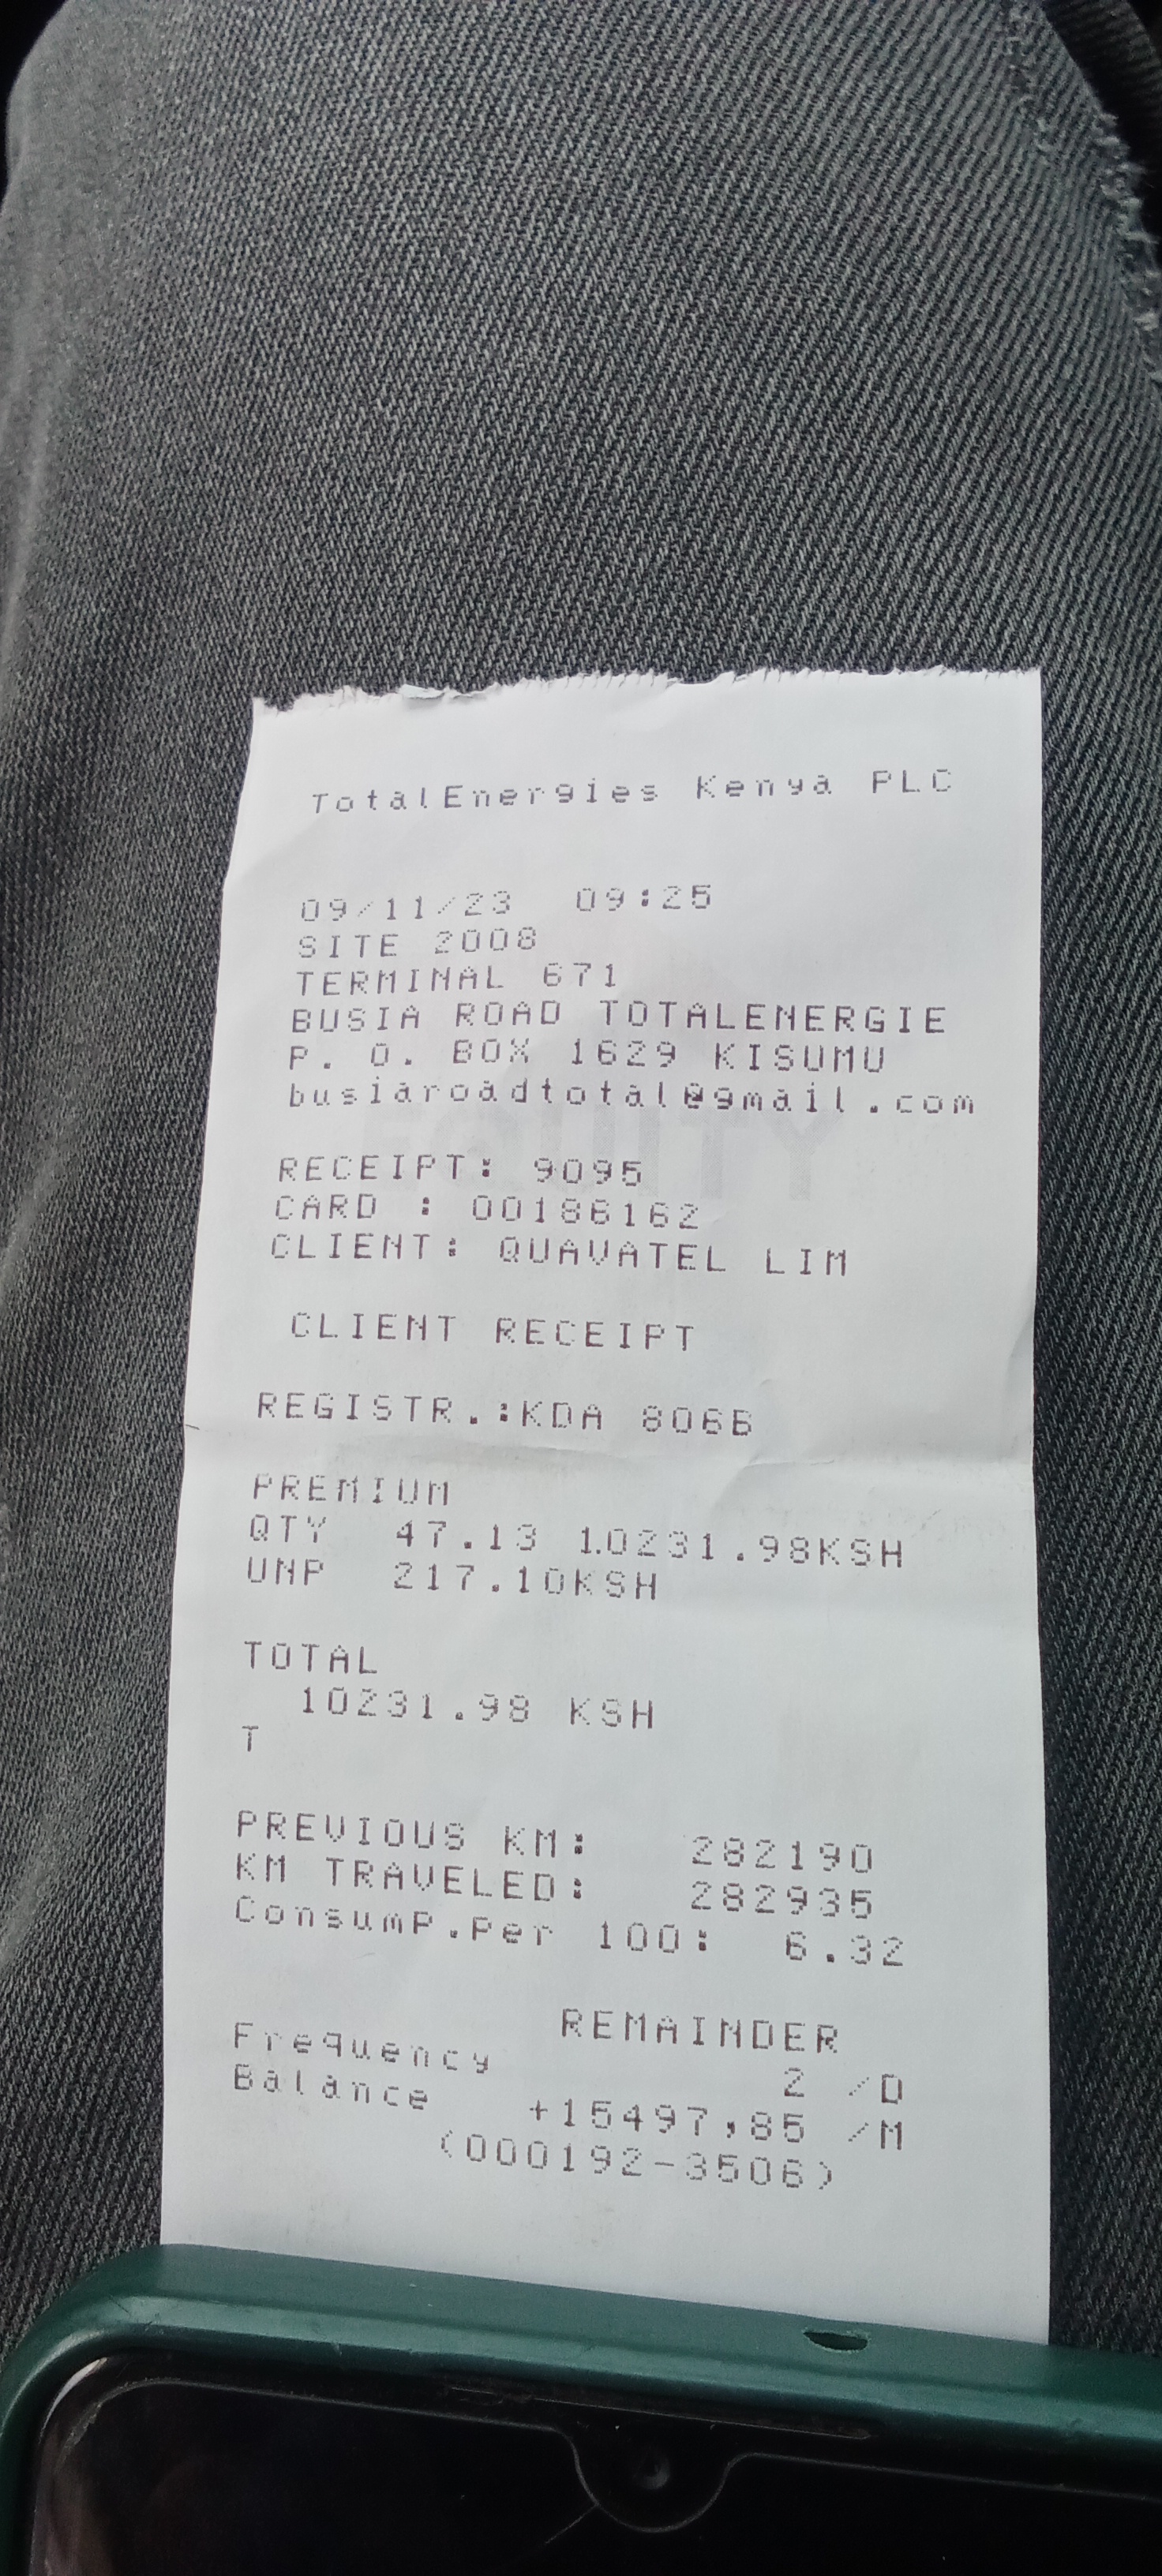 TotalEnergies Kenya PLC
09/11/23 09:25
SITE 2008
TERMINAL 671
BUSIA ROAD TOTALENERGIE
P. O. BOX 1629 KISUMU
busiaroadtotal@gmail.com
EQUITY
RECEIPT: 9095
CARD : 00186162
CLIENT: QUAVATEL LIM
CLIENT RECEIPT
REGISTR.:KDA 806B
PREMIUM
QTY 47.13 10231.98KSH
UNP 217.10KSH
TOTAL
10231.98 KSH
T
PREVIOUS KM: 282190
KM TRAVELED: 282935
Consump.Per 100: 6.32
REMAINDER
Frequency 2 /D
Balance +15497,85 /M
(000192-3506)